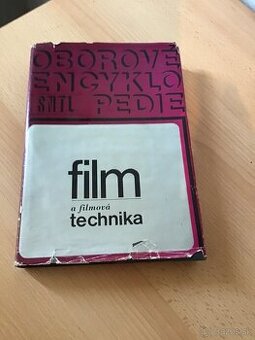 OBOROVÉ
ENCYKLO
SNTL PEDIE
film
a filmová
technika